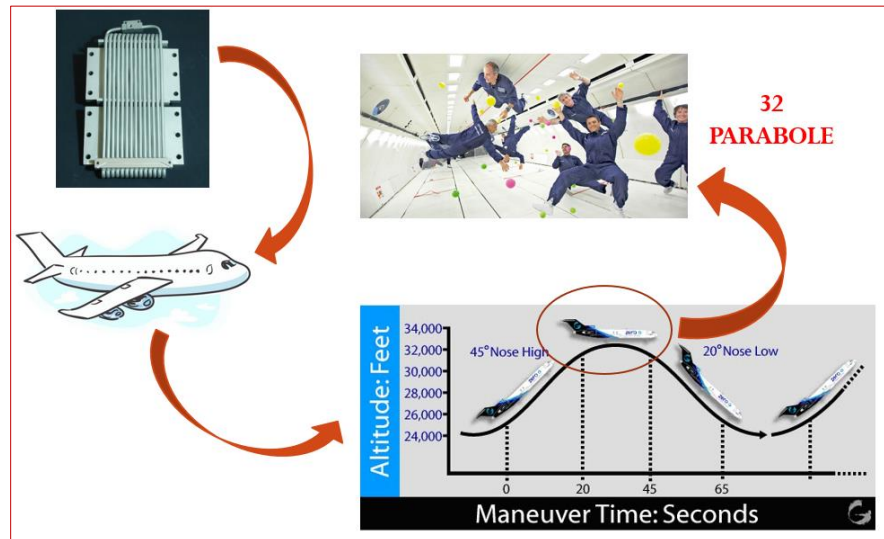 32
PARABOLE
34,000
32,000
30,000
28,000
26,000
24,000
Altitude: Feet
45°Nose High
20°Nose Low
0
20
45
65
Maneuver Time: Seconds